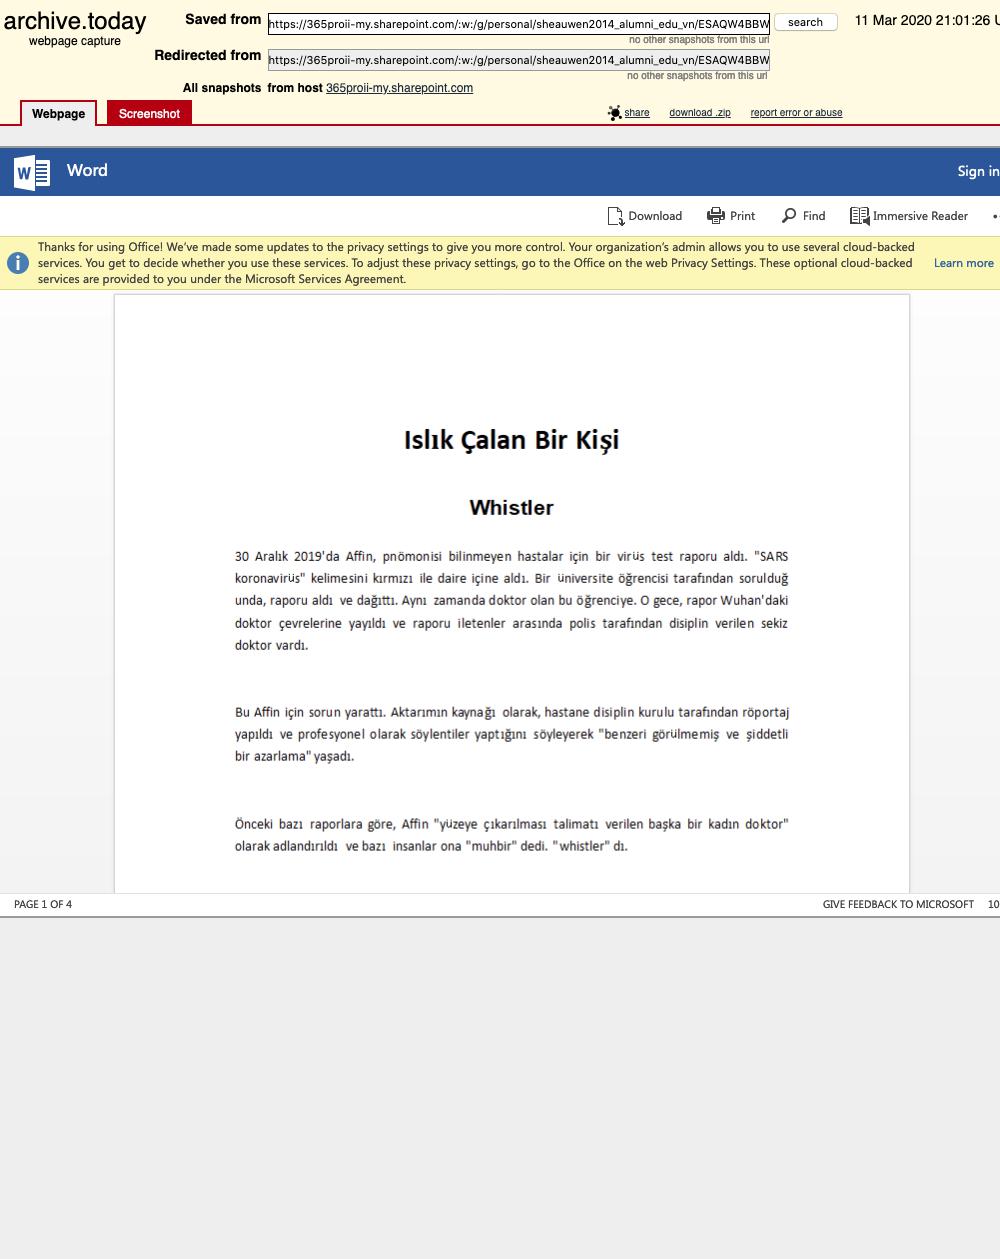 archive.today
webpage capture
Saved from https://365proii-my.sharepoint.com/:w:/g/personal/sheauwen2014_alumni_edu_vn/ESAQW4BBW search 11 Mar 2020 21:01:26
no other snapshots from this url
Redirected from https://365proii-my.sharepoint.com/:w:/g/personal/sheauwen2014_alumni_edu_vn/ESAQW4BBW
no other snapshots from this url
All snapshots from host 365proii-my.sharepoint.com
Webpage Screenshot share download .zip report error or abuse
W Word Sign in
Download Print Find Immersive Reader
Thanks for using Office! We've made some updates to the privacy settings to give you more control. Your organization's admin allows you to use several cloud-backed
services. You get to decide whether you use these services. To adjust these privacy settings, go to the Office on the web Privacy Settings. These optional cloud-backed Learn more
services are provided to you under the Microsoft Services Agreement.
Islık Çalan Bir Kişi
Whistler
30 Aralık 2019'da Affin, pnömonisi bilinmeyen hastalar için bir virüs test raporu aldı. "SARS
koronavirüs" kelimesini kırmızı ile daire içine aldı. Bir üniversite öğrencisi tarafından sorulduğ
unda, raporu aldı ve dağıttı. Aynı zamanda doktor olan bu öğrenciye. O gece, rapor Wuhan'daki
doktor çevrelerine yayıldı ve raporu iletenler arasında polis tarafından disiplin verilen sekiz
doktor vardı.
Bu Affin için sorun yarattı. Aktarımın kaynağı olarak, hastane disiplin kurulu tarafından röportaj
yapıldı ve profesyonel olarak söylentiler yaptığını söyleyerek "benzeri görülmemiş ve şiddetli
bir azarlama" yaşadı.
Önceki bazı raporlara göre, Affin "yüzeye çıkarılması talimatı verilen başka bir kadın doktor"
olarak adlandırıldı ve bazı insanlar ona "muhbir" dedi. "whistler" dı.
PAGE 1 OF 4 GIVE FEEDBACK TO MICROSOFT 10